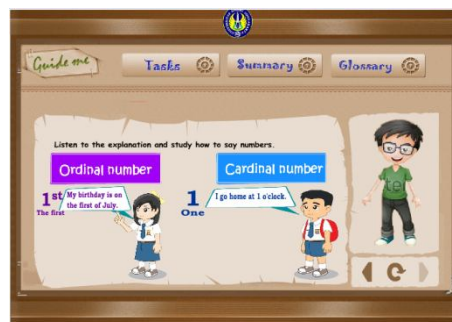 Guide me
Tasks
Summary
Glossary
Listen to the explanation and study how to say numbers.
Ordinal number
Cardinal number
1st
The first
My birthday is on
the first of July.
1
One
I go home at 1 o'clock.